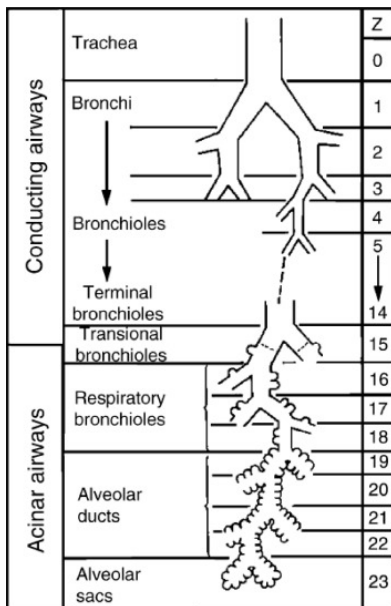 Z
Trachea
0
Conducting airways
Bronchi
1
2
3
Bronchioles
4
5
Terminal
bronchioles
14
Transional
bronchioles
15
Acinar airways
Respiratory
bronchioles
16
17
18
Alveolar
ducts
19
20
21
22
Alveolar
sacs
23